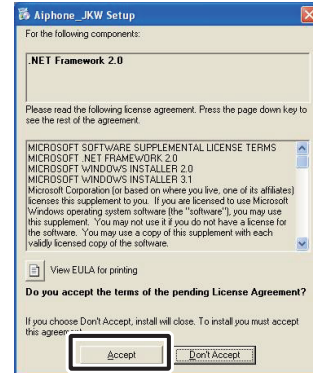 Aiphone_JKW Setup
For the following components:
.NET Framework 2.0
Please read the following license agreement. Press the page down key to
see the rest of the agreement.
MICROSOFT SOFTWARE SUPPLEMENTAL LICENSE TERMS
MICROSOFT .NET FRAMEWORK 2.0
MICROSOFT WINDOWS INSTALLER 2.0
MICROSOFT WINDOWS INSTALLER 3.1
Microsoft Corporation (or based on where you live, one of its affiliates)
licenses this supplement to you. If you are licensed to use Microsoft
Windows operating system software (the "software"), you may use
this supplement. You may not use it if you do not have a license for
the software. You may use a copy of this supplement with each
validly licensed copy of the software.
View EULA for printing
Do you accept the terms of the pending License Agreement?
If you choose Don't Accept, install will close. To install you must accept
this agreement.
Accept
Don't Accept